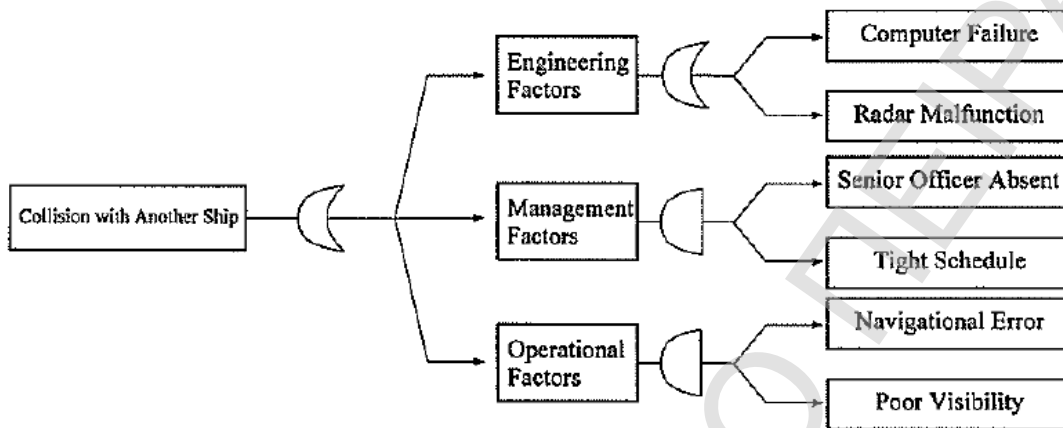 Computer Failure
Engineering
Factors
Radar Malfunction
Senior Officer Absent
Collision with Another Ship
Management
Factors
Tight Schedule
Navigational Error
Operational
Factors
Poor Visibility